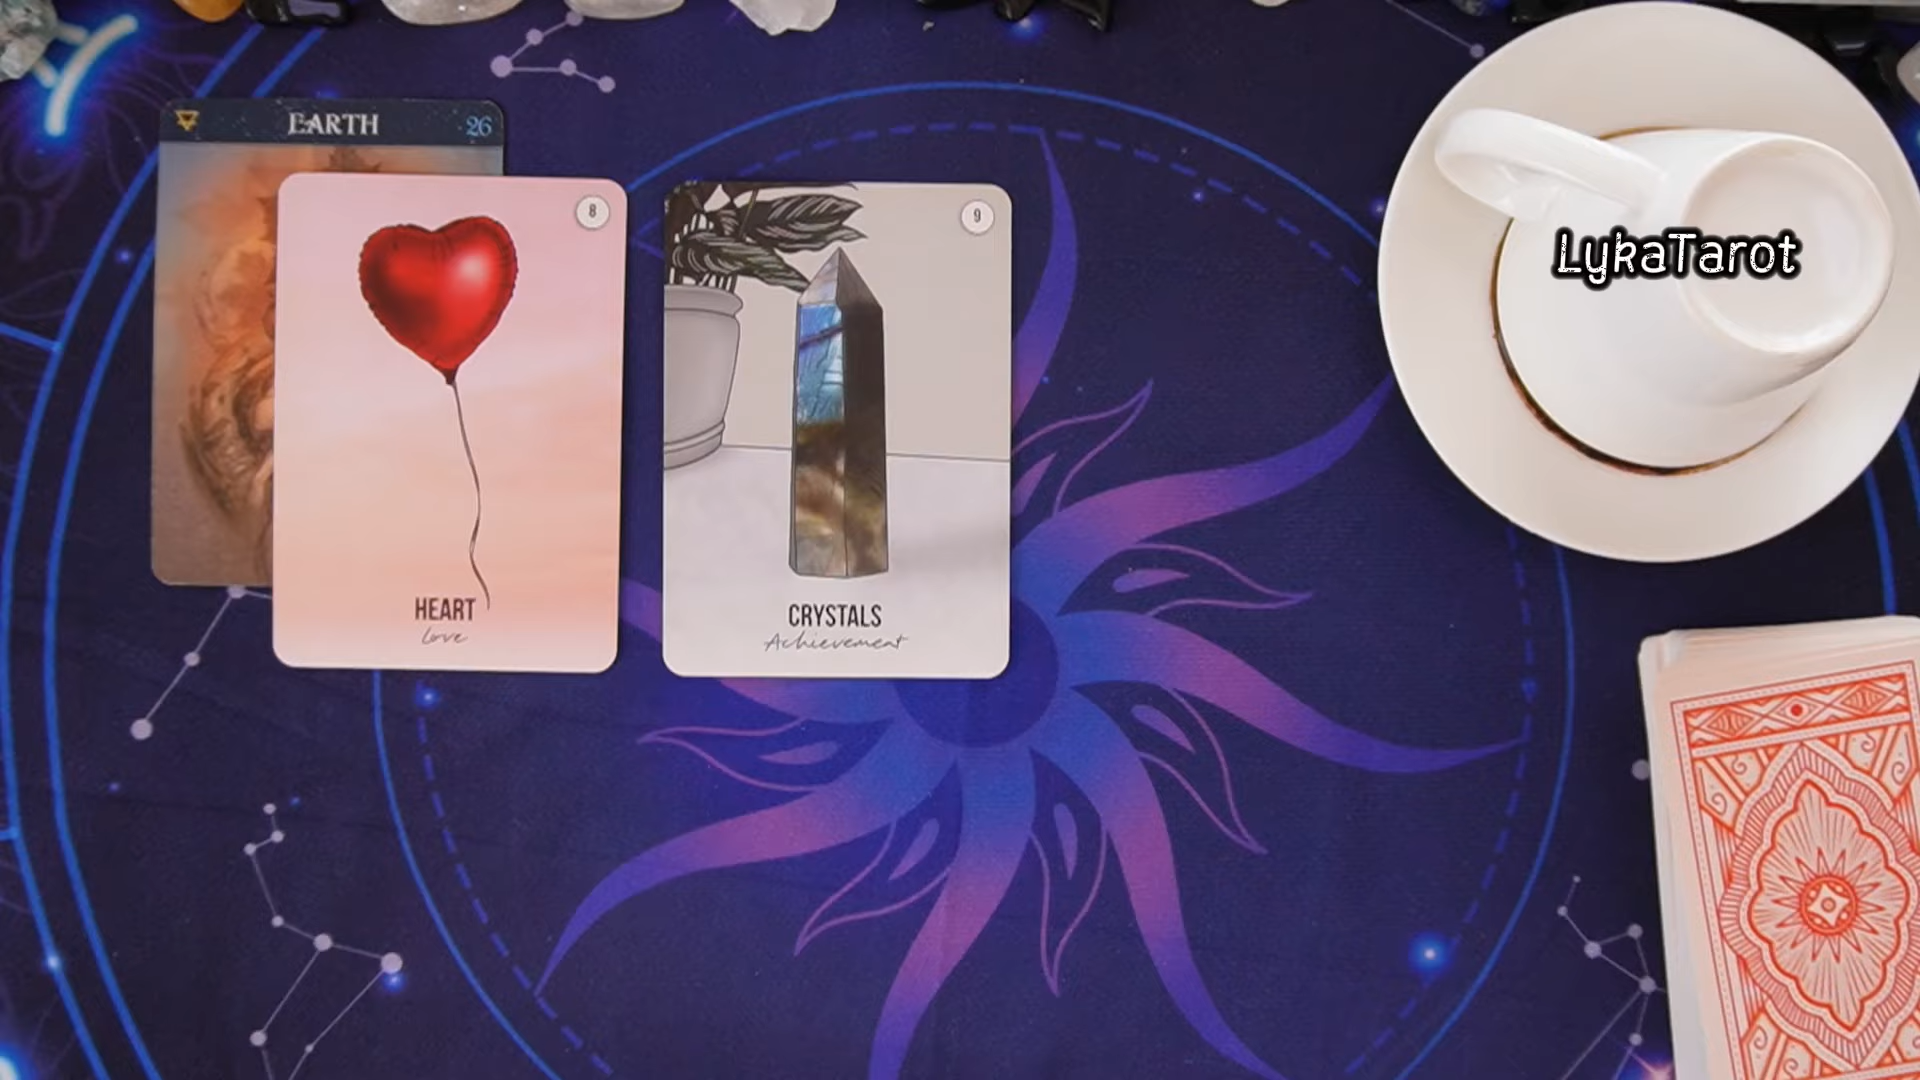 EARTH 26
8
HEART
Love
9
CRYSTALS
Achievement
LykaTarot